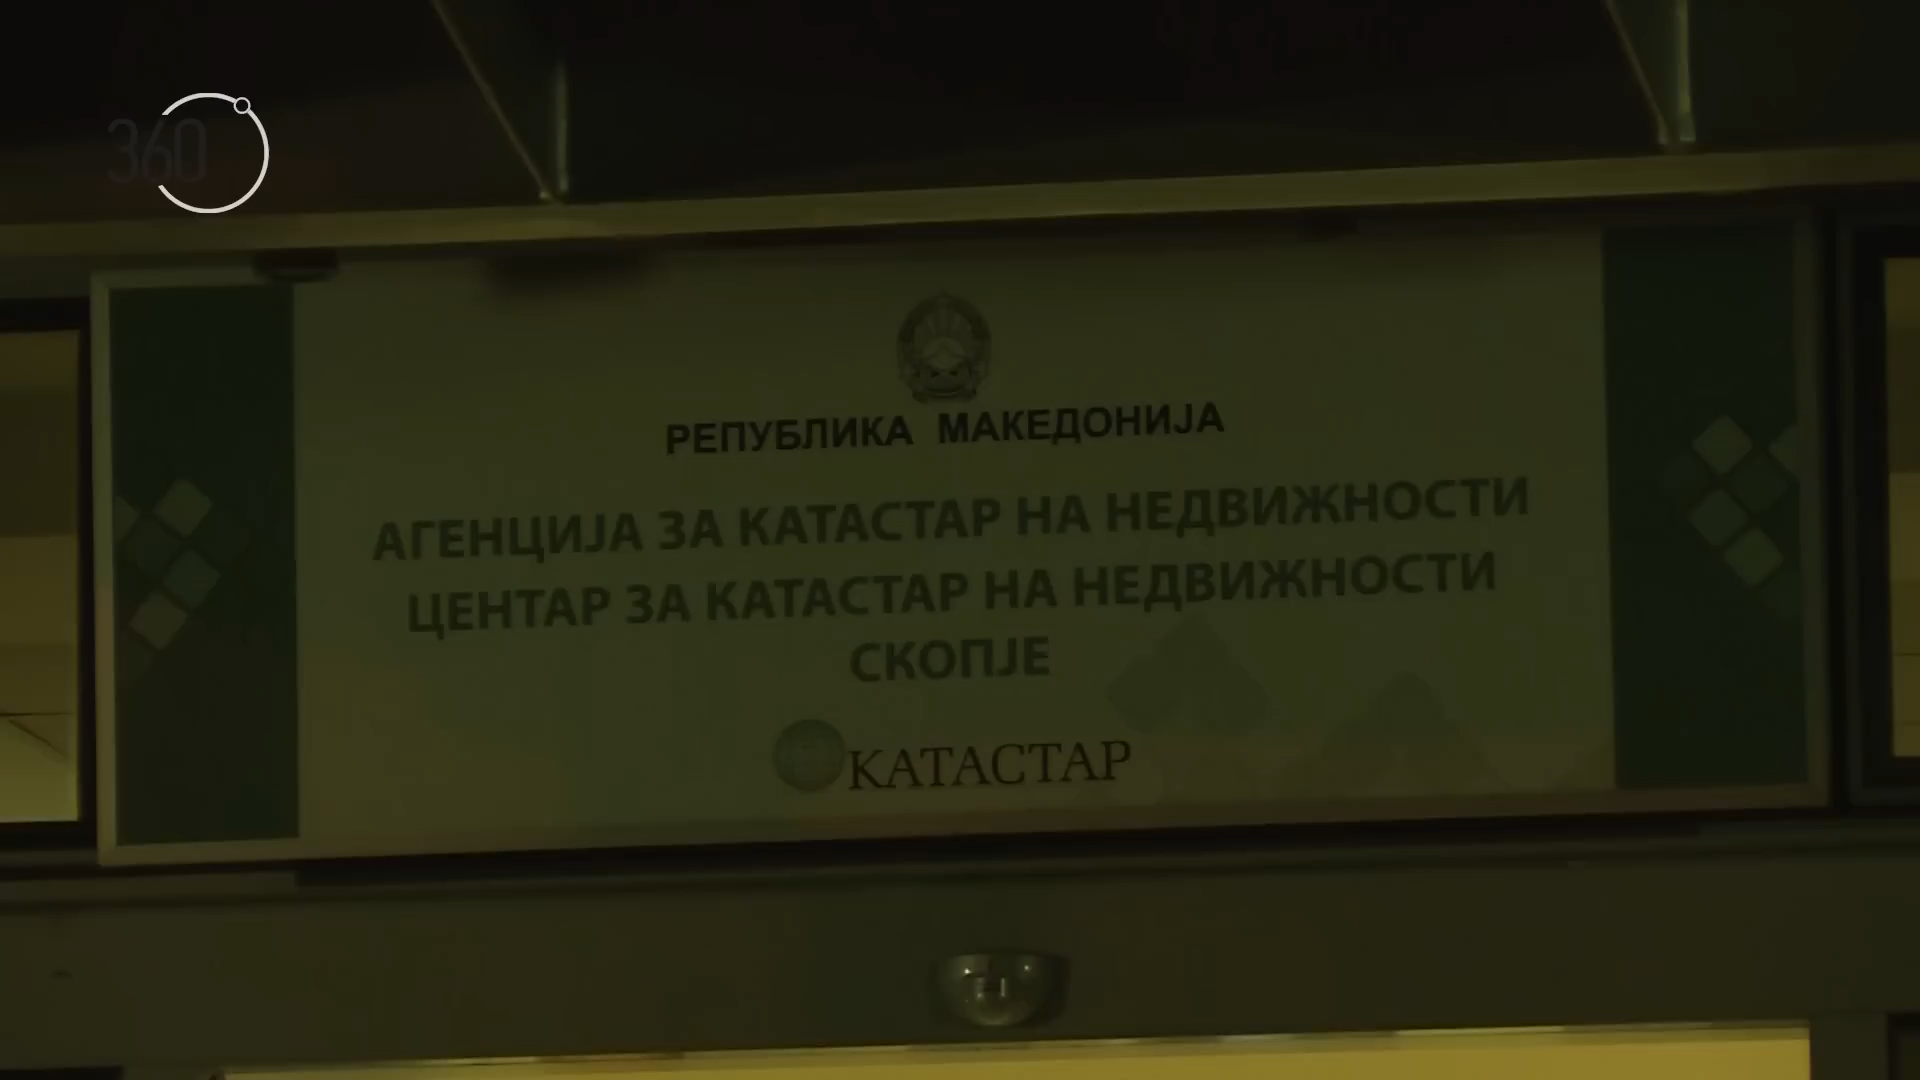 360
РЕПУБЛИКА МАКЕДОНИЈА
АГЕНЦИЈА ЗА КАТАСТАР НА НЕДВИЖНОСТИ
ЦЕНТАР ЗА КАТАСТАР НА НЕДВИЖНОСТИ
СКОПЈЕ
КАТАСТАР